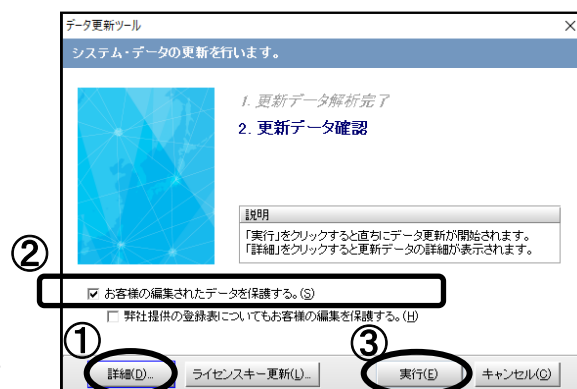 データ更新ツール
システム・データの更新を行います。
1. 更新データ解析完了
2. 更新データ確認
説明
「実行」をクリックすると直ちにデータ更新が開始されます。
「詳細」をクリックすると更新データの詳細が表示されます。
②
お客様の編集されたデータを保護する。(S)
弊社提供の登録表についてもお客様の編集を保護する。(H)
① ③
詳細(D)... ライセンスキー更新(L)... 実行(E) キャンセル(C)